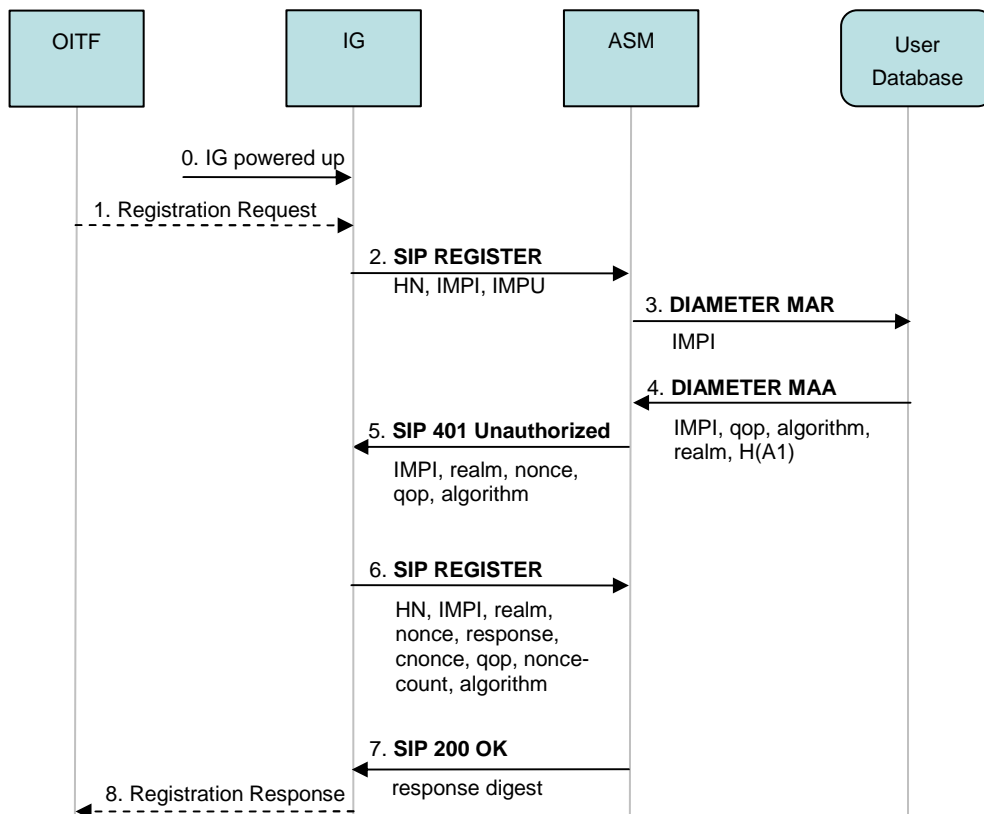 OITF
IG
ASM
User
Database
0. IG powered up
1. Registration Request
2. SIP REGISTER
HN, IMPI, IMPU
3. DIAMETER MAR
IMPI
4. DIAMETER MAA
IMPI, qop, algorithm,
realm, H(A1)
5. SIP 401 Unauthorized
IMPI, realm, nonce,
qop, algorithm
6. SIP REGISTER
HN, IMPI, realm,
nonce, response,
cnonce, qop, nonce-
count, algorithm
7. SIP 200 OK
response digest
8. Registration Response